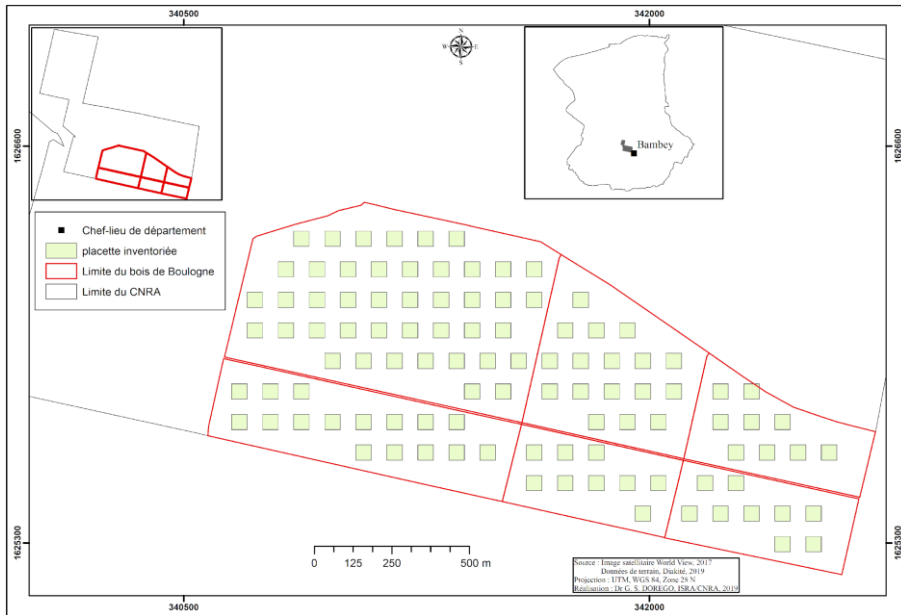 340500
342000
N
W
E
S
1626600
1626600
Bambey
Chef-lieu de département
placette inventoriée
Limite du bois de Boulogne
Limite du CNRA
1625300
1625300
0
125
250
500 m
Source : Image satellitaire World View, 2017
Données de terrain, Diakité, 2019
Projection : UTM, WGS 84, Zone 28 N
Réalisation : Dr G. S. DOREGO, ISRA/CNRA, 2019
340500
342000